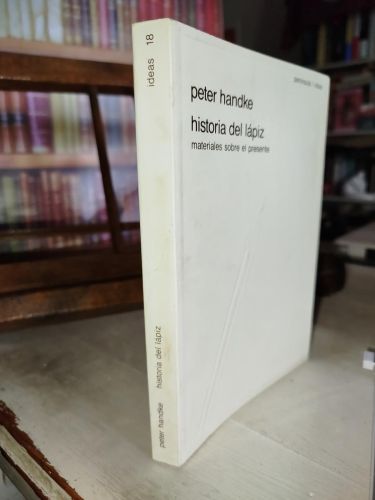 península / ideas
peter handke
historia del lápiz
materiales sobre el presente
ideas 18
peter handke historia del lápiz